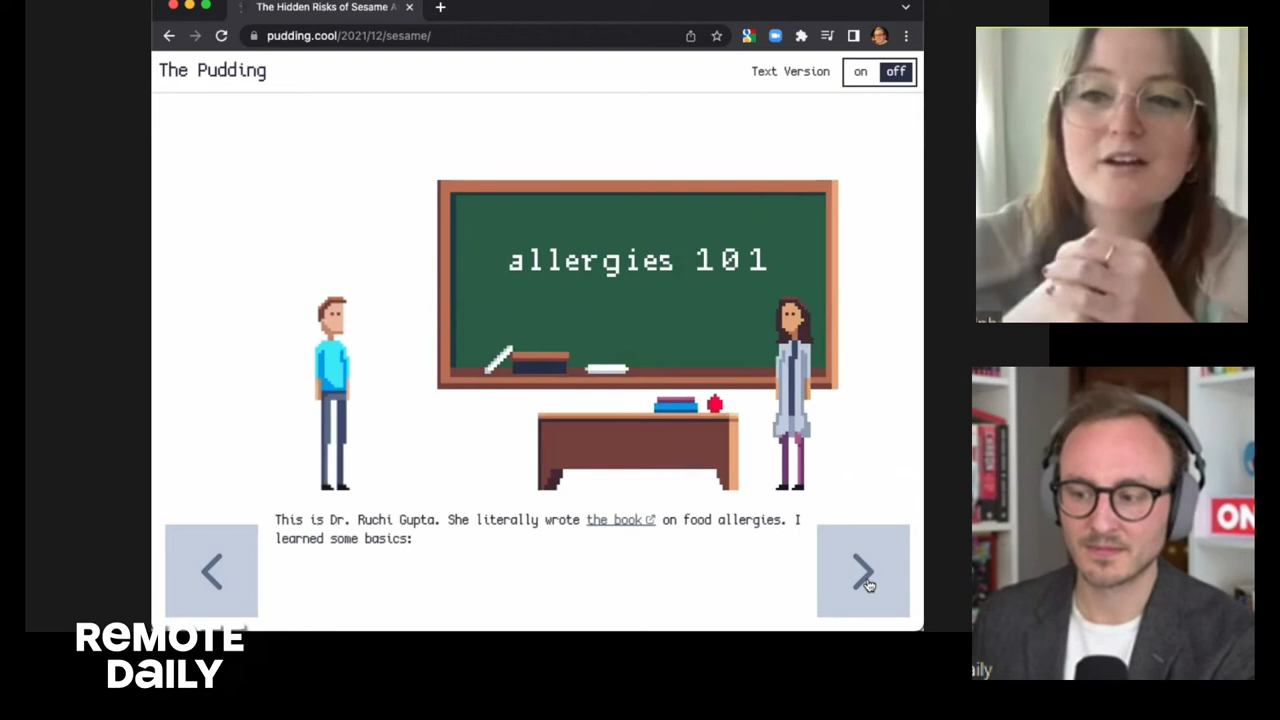 The Hidden Risks of Sesame A
pudding.cool/2021/12/sesame/
The Pudding
Text Version
on
off
allergies 101
This is Dr. Ruchi Gupta. She literally wrote the book on food allergies. I
learned some basics:
ON
aily
REMOTE
DAILY